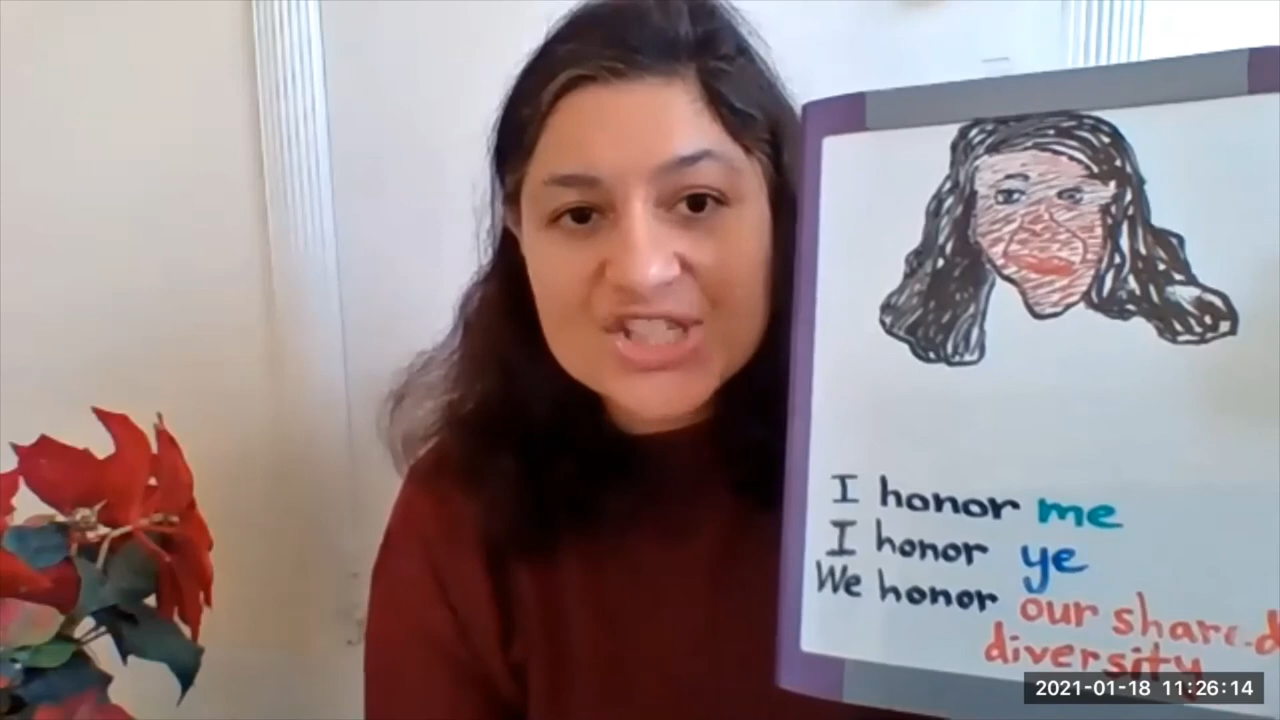 I honor me
I honor ye
We honor our shared
diversity
2021-01-18 11:26:14